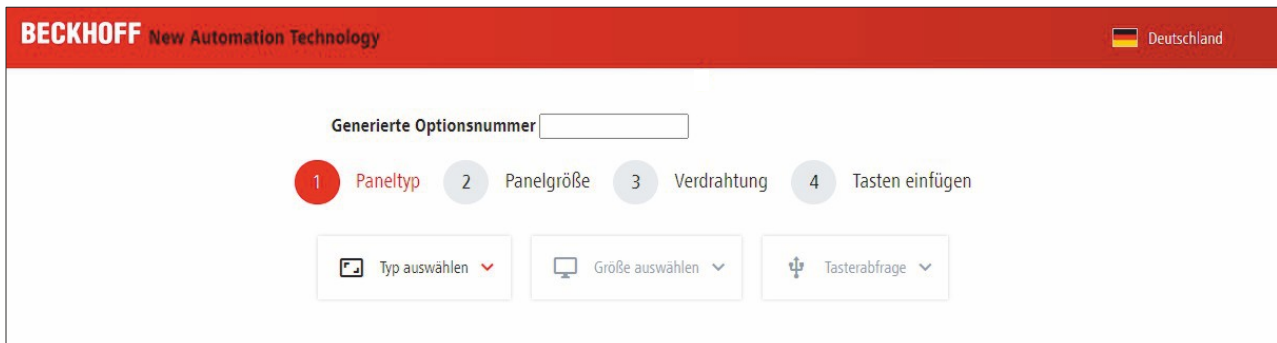 BECKHOFF New Automation Technology Deutschland
Generierte Optionsnummer
1 Paneltyp 2 Panelgröße 3 Verdrahtung 4 Tasten einfügen
Typ auswählen Größe auswählen Tasterabfrage